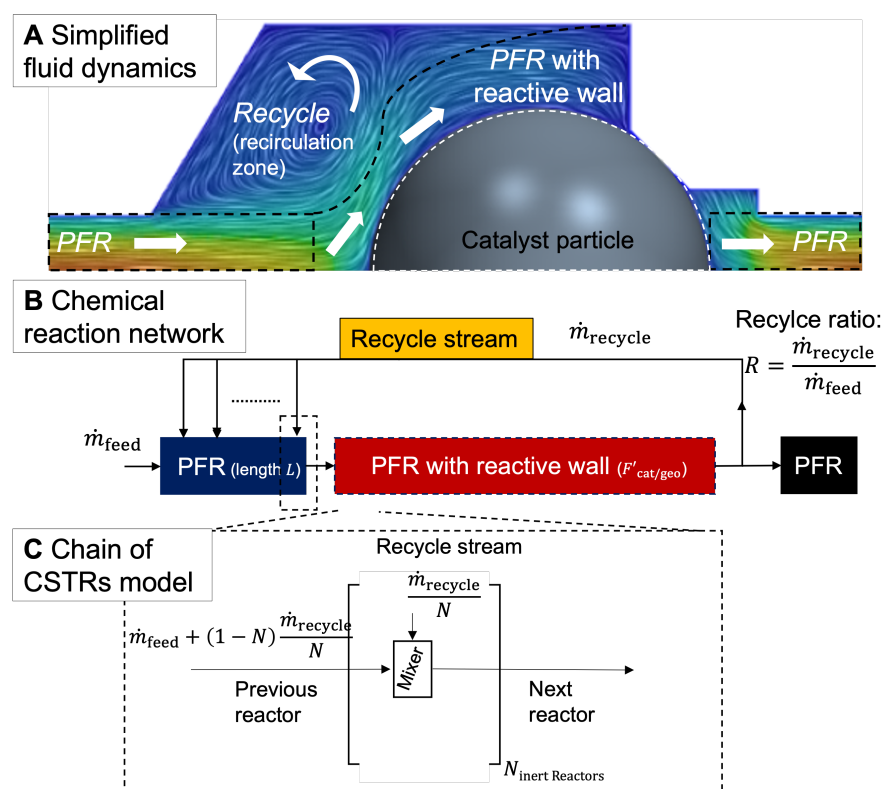 A Simplified
fluid dynamics
Recycle
(recirculation
zone)
PFR with
reactive wall
PFR
Catalyst particle
PFR
B Chemical
reaction network
Recycle stream
ṁrecycle
Recylce ratio:
R = ṁrecycle / ṁfeed
ṁfeed
PFR (length L)
PFR with reactive wall (F′cat/geo)
PFR
C Chain of
CSTRs model
Recycle stream
ṁrecycle / N
ṁfeed + (1 − N) ṁrecycle / N
Mixer
Previous
reactor
Next
reactor
Ninert Reactors